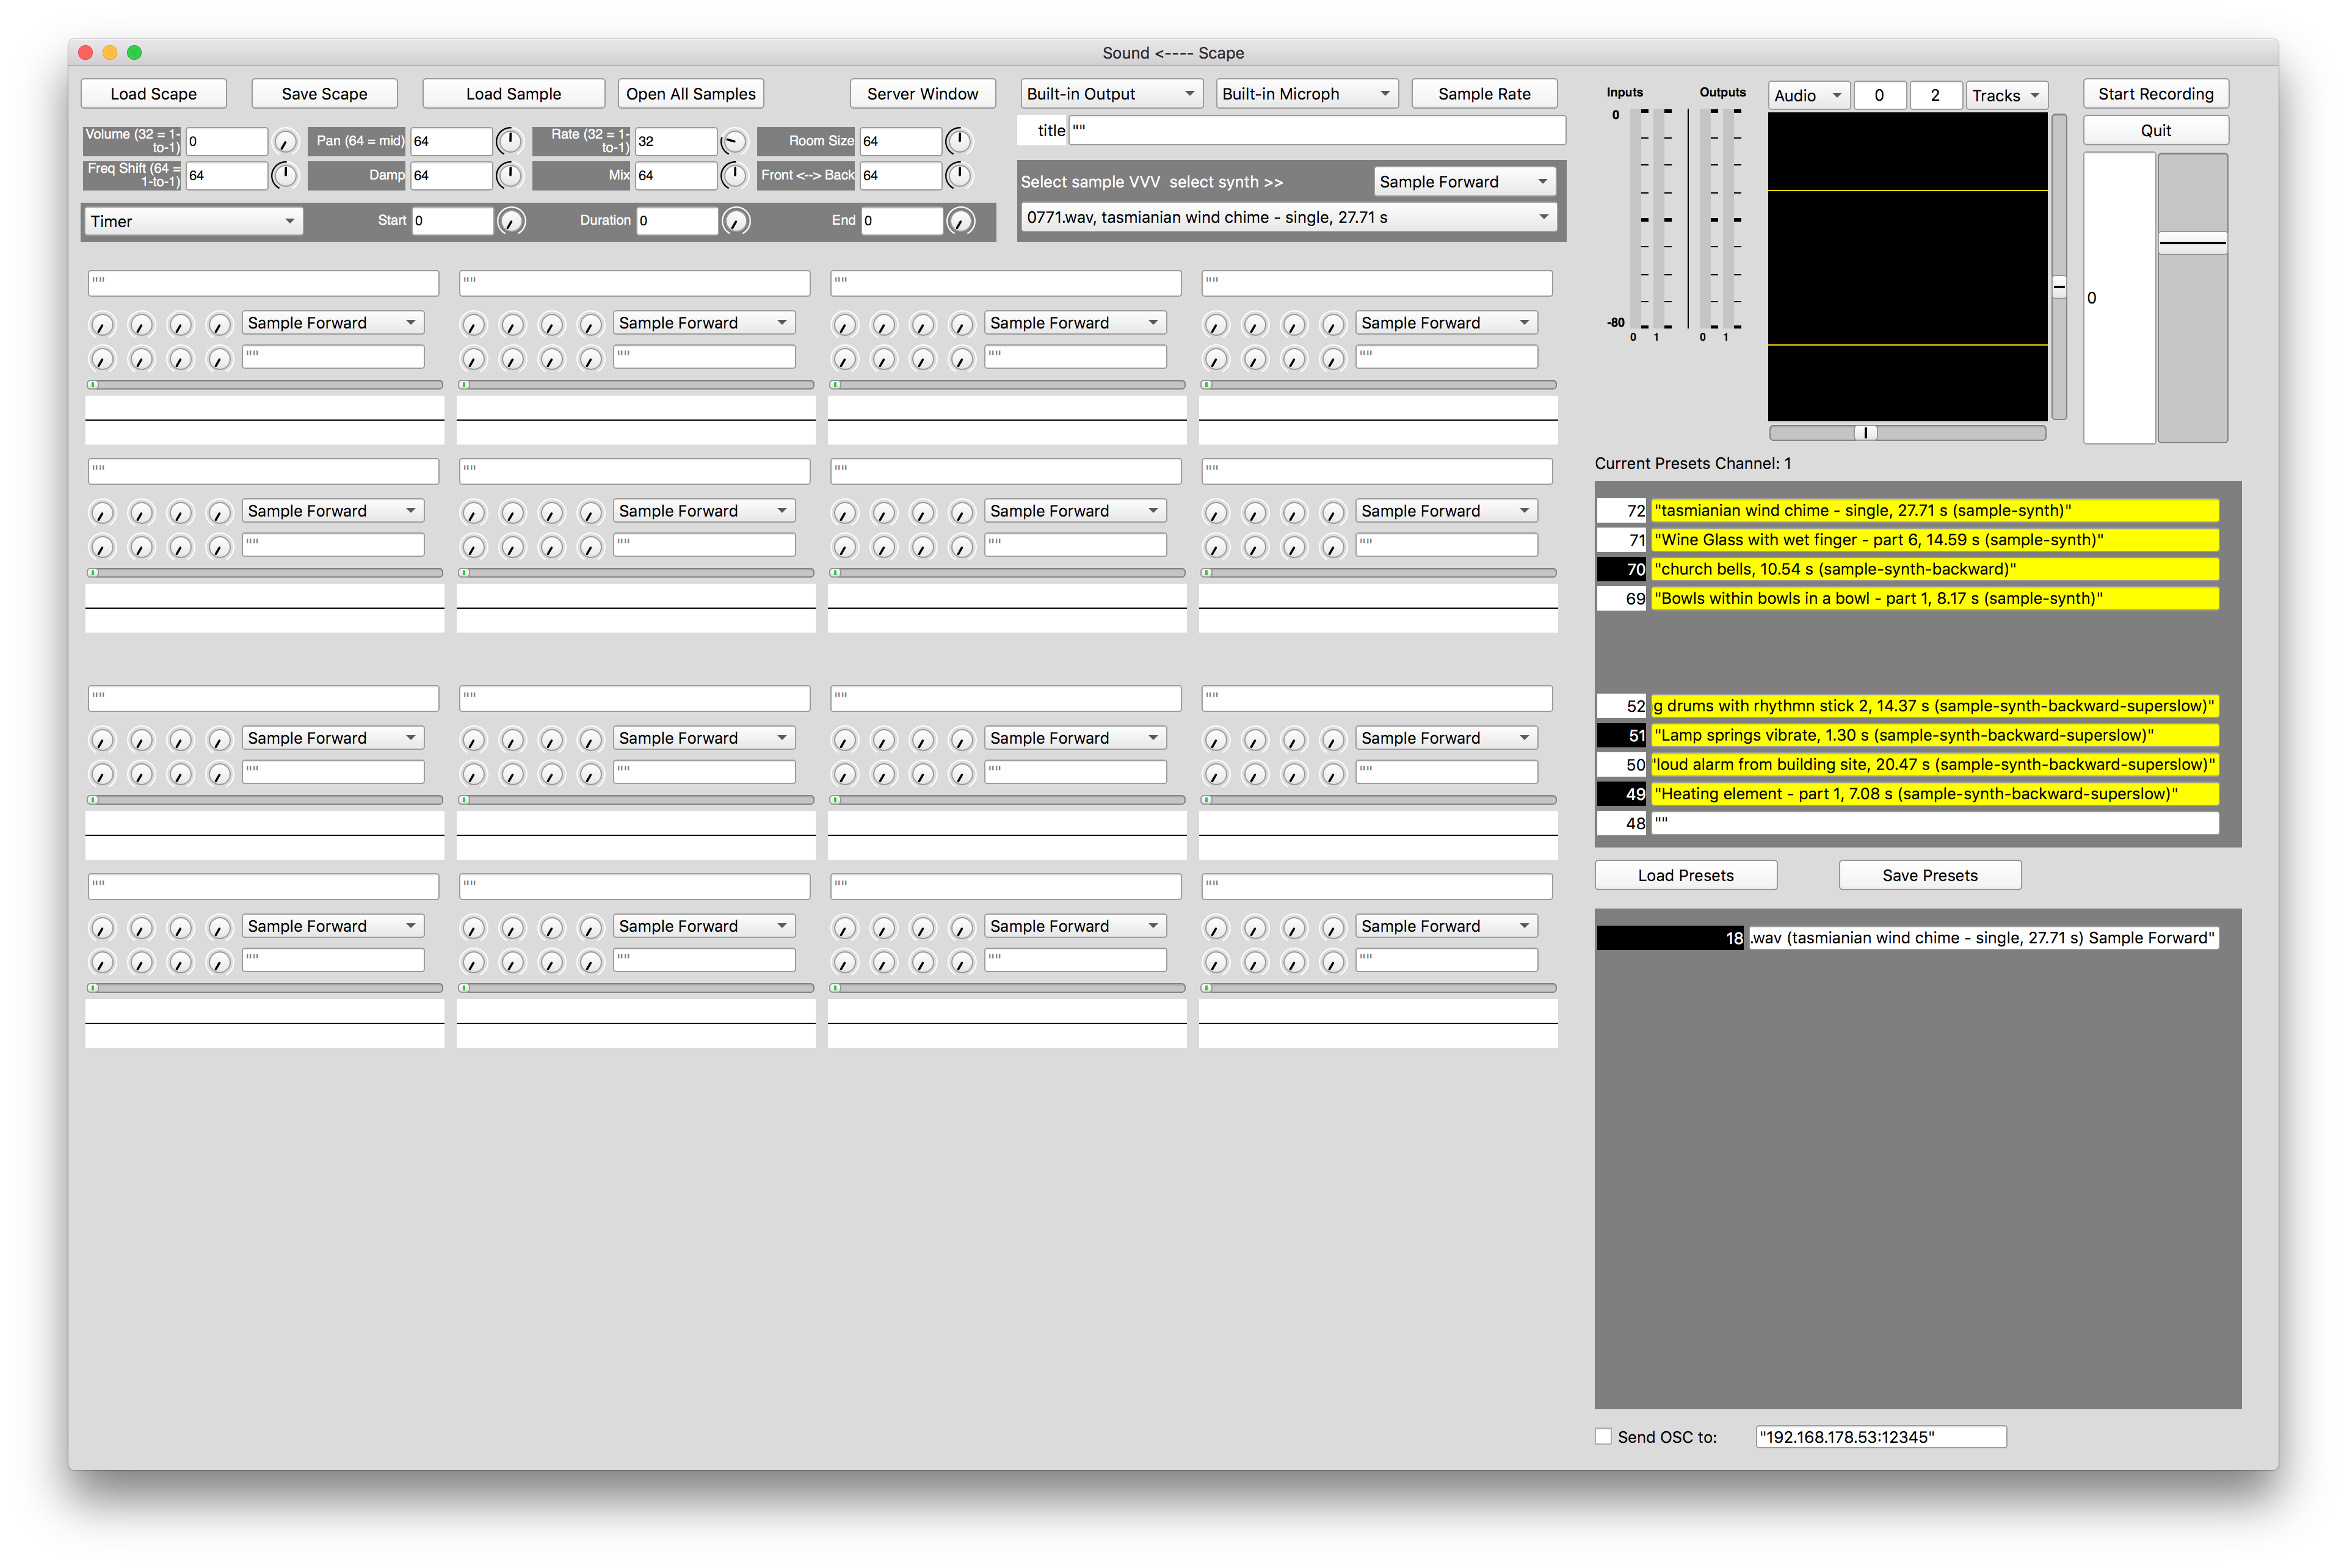 Sound <---- Scape
Load Scape
Save Scape
Load Sample
Open All Samples
Server Window
Built-in Output
Built-in Microph
Sample Rate
Inputs
Outputs
Audio
0
2
Tracks
Start Recording
Quit
Volume (32 = 1-
to-1)
0
Pan (64 = mid)
64
Rate (32 = 1-
to-1)
32
Room Size
64
title
""
Freq Shift (64 =
1-to-1)
64
Damp
64
Mix
64
Front <--> Back
64
Select sample VVV  select synth >>
Sample Forward
Timer
Start
0
Duration
0
End
0
0771.wav, tasmianian wind chime - single, 27.71 s
0
-80
0 1
0 1
0
""
""
""
""
Sample Forward
Sample Forward
Sample Forward
Sample Forward
""
""
""
""
""
""
""
""
Sample Forward
Sample Forward
Sample Forward
Sample Forward
""
""
""
""
""
""
""
""
Sample Forward
Sample Forward
Sample Forward
Sample Forward
""
""
""
""
""
""
""
""
Sample Forward
Sample Forward
Sample Forward
Sample Forward
""
""
""
""
Current Presets Channel: 1
72 "tasmianian wind chime - single, 27.71 s (sample-synth)"
71 "Wine Glass with wet finger - part 6, 14.59 s (sample-synth)"
70 "church bells, 10.54 s (sample-synth-backward)"
69 "Bowls within bowls in a bowl - part 1, 8.17 s (sample-synth)"
52 g drums with rhythmn stick 2, 14.37 s (sample-synth-backward-superslow)"
51 "Lamp springs vibrate, 1.30 s (sample-synth-backward-superslow)"
50 'loud alarm from building site, 20.47 s (sample-synth-backward-superslow)"
49 "Heating element - part 1, 7.08 s (sample-synth-backward-superslow)"
48 ""
Load Presets
Save Presets
18 .wav (tasmianian wind chime - single, 27.71 s) Sample Forward"
Send OSC to:
"192.168.178.53:12345"